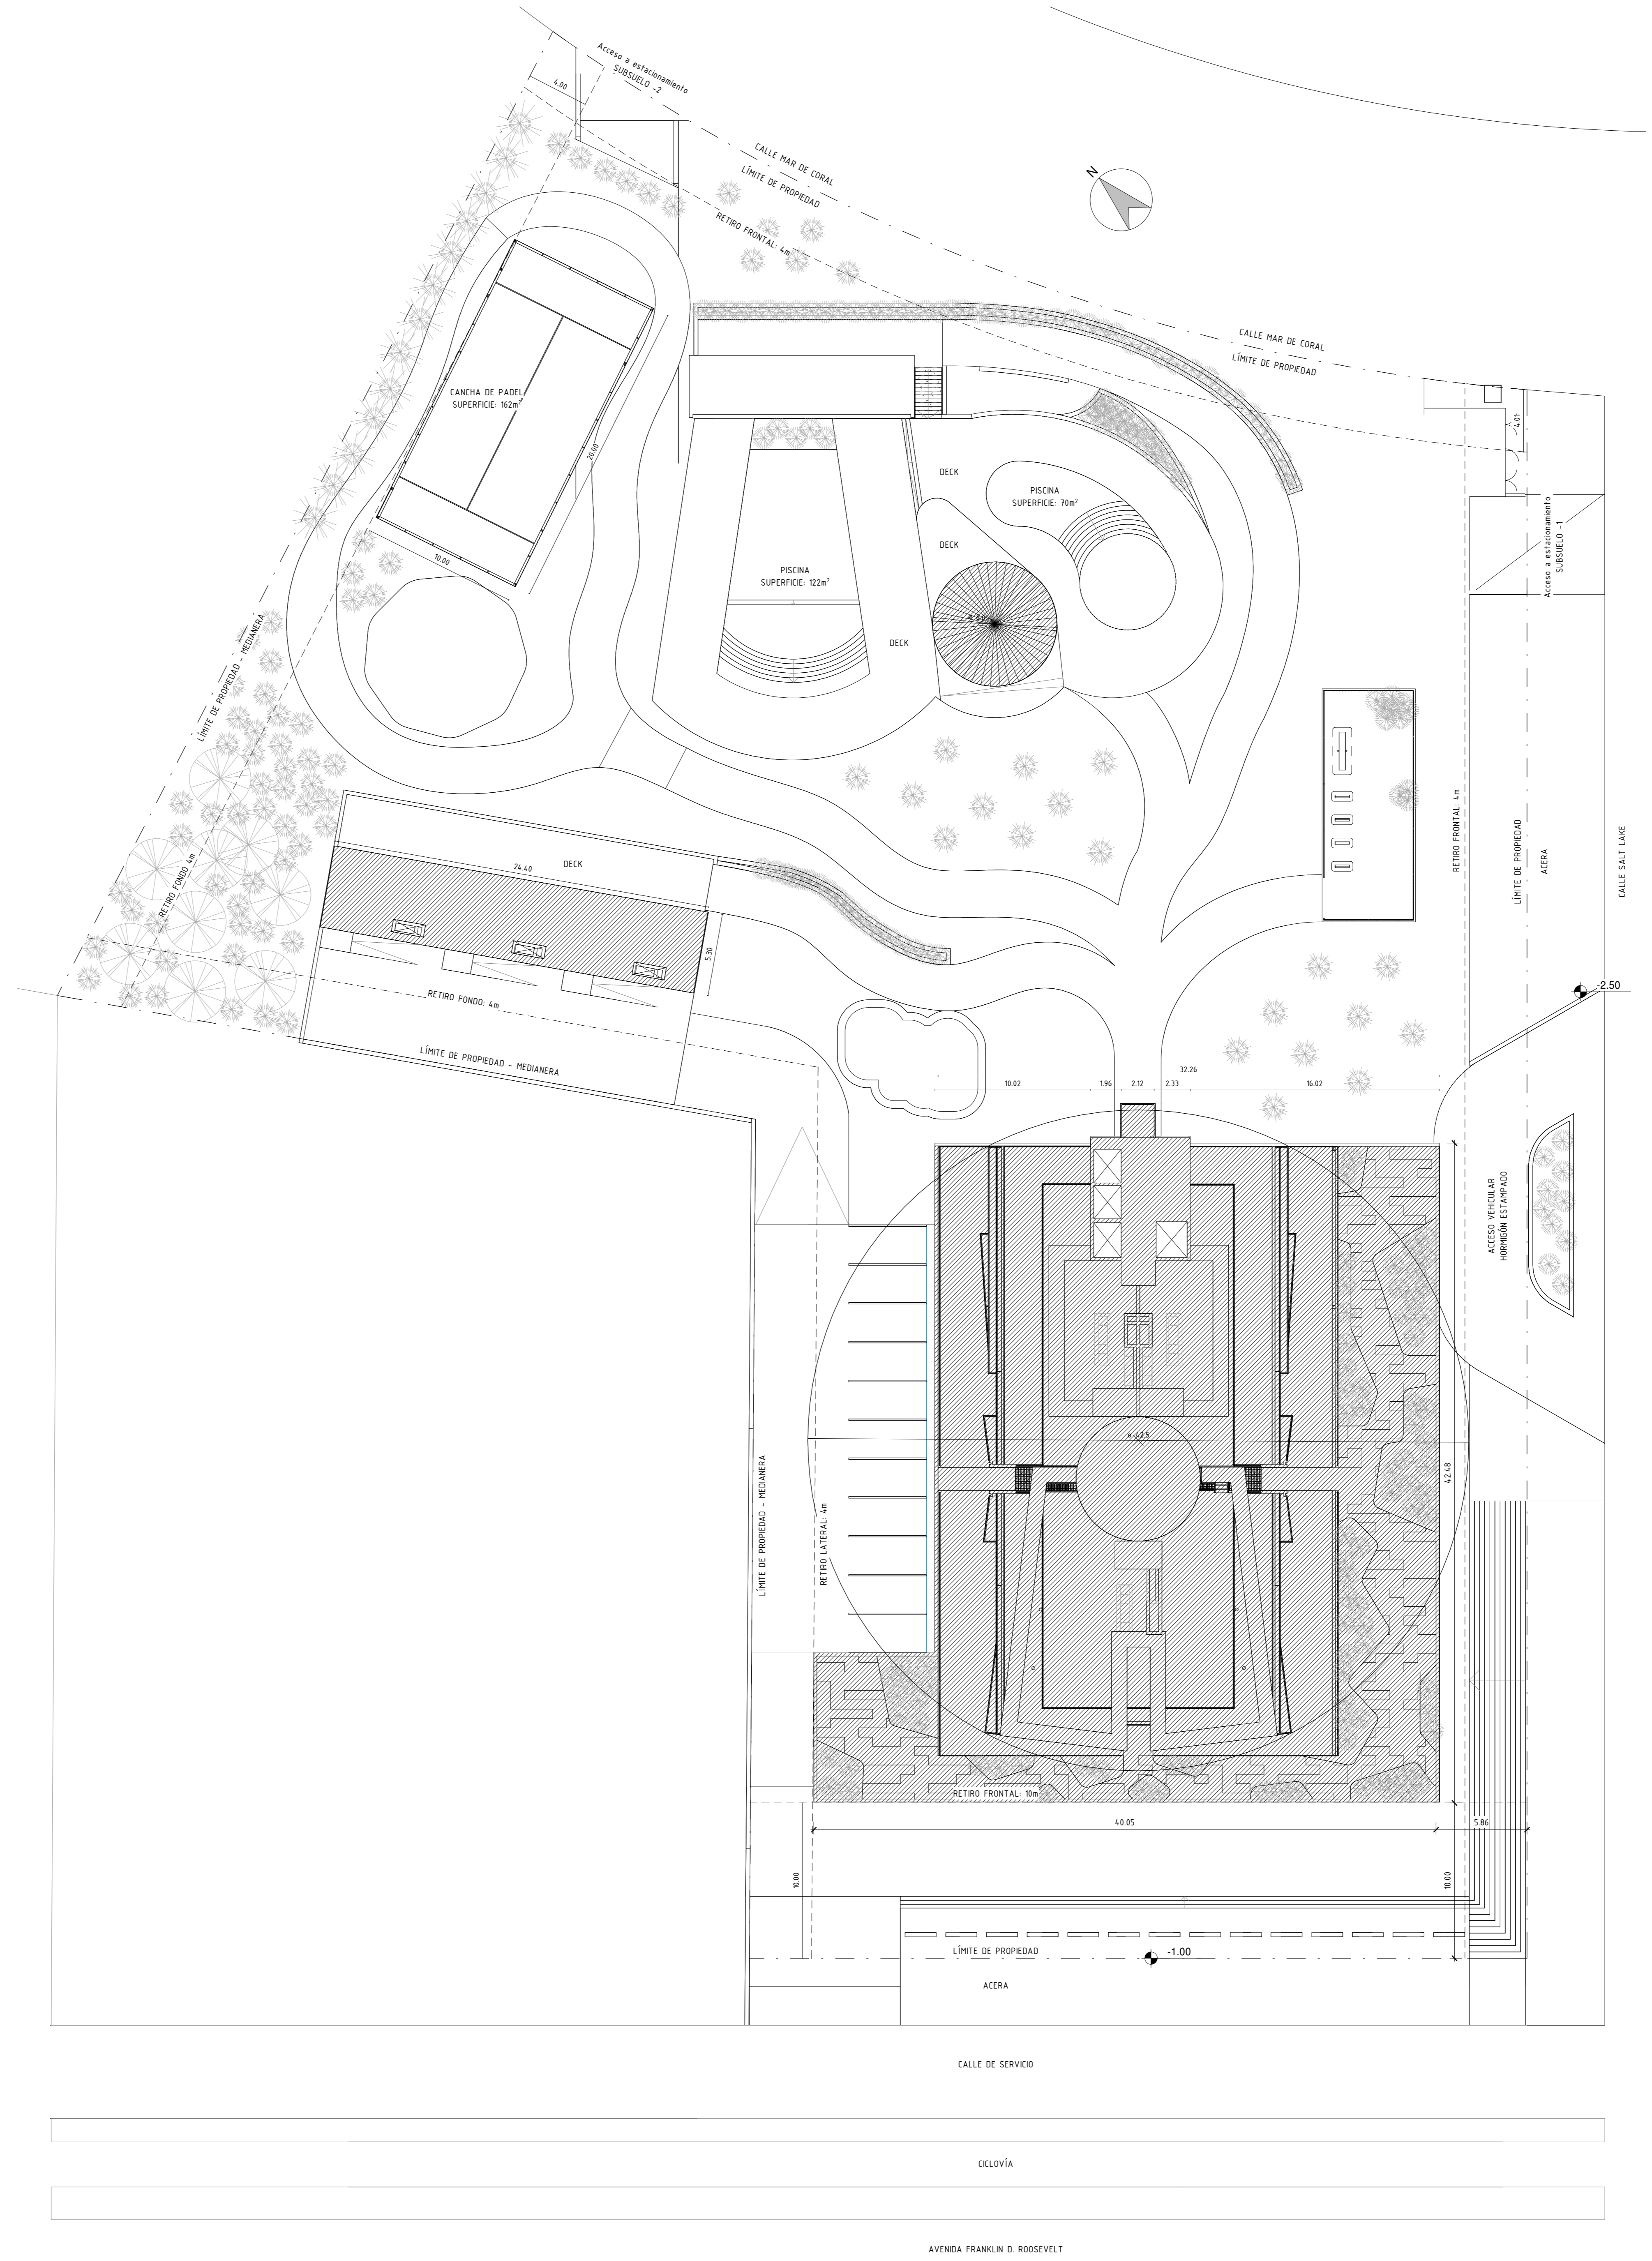 Acceso a estacionamiento
SUBSUELO -2
4.00
CALLE MAR DE CORAL
LÍMITE DE PROPIEDAD
N
RETIRO FRONTAL: 4m
CALLE MAR DE CORAL
LÍMITE DE PROPIEDAD
CANCHA DE PADEL
SUPERFICIE: 162m²
4.01
20.00
DECK
PISCINA
SUPERFICIE: 70m²
Acceso a estacionamiento
SUBSUELO -1
DECK
10.00
PISCINA
SUPERFICIE: 122m²
DECK
LÍMITE DE PROPIEDAD - MEDIANERA
RETIRO FONDO 4m
24.40
DECK
5.30
RETIRO FRONTAL: 4m
LÍMITE DE PROPIEDAD
ACERA
CALLE SALT LAKE
RETIRO FONDO: 4m
-2.50
LÍMITE DE PROPIEDAD - MEDIANERA
32.26
10.02
1.96
2.12
2.33
16.02
ACCESO VEHICULAR
HORMIGÓN ESTAMPADO
ø 42.5
42.48
LÍMITE DE PROPIEDAD - MEDIANERA
RETIRO LATERAL: 4m
RETIRO FRONTAL: 10m
40.05
5.86
10.00
10.00
LÍMITE DE PROPIEDAD
-1.00
ACERA
CALLE DE SERVICIO
CICLOVÍA
AVENIDA FRANKLIN D. ROOSEVELT